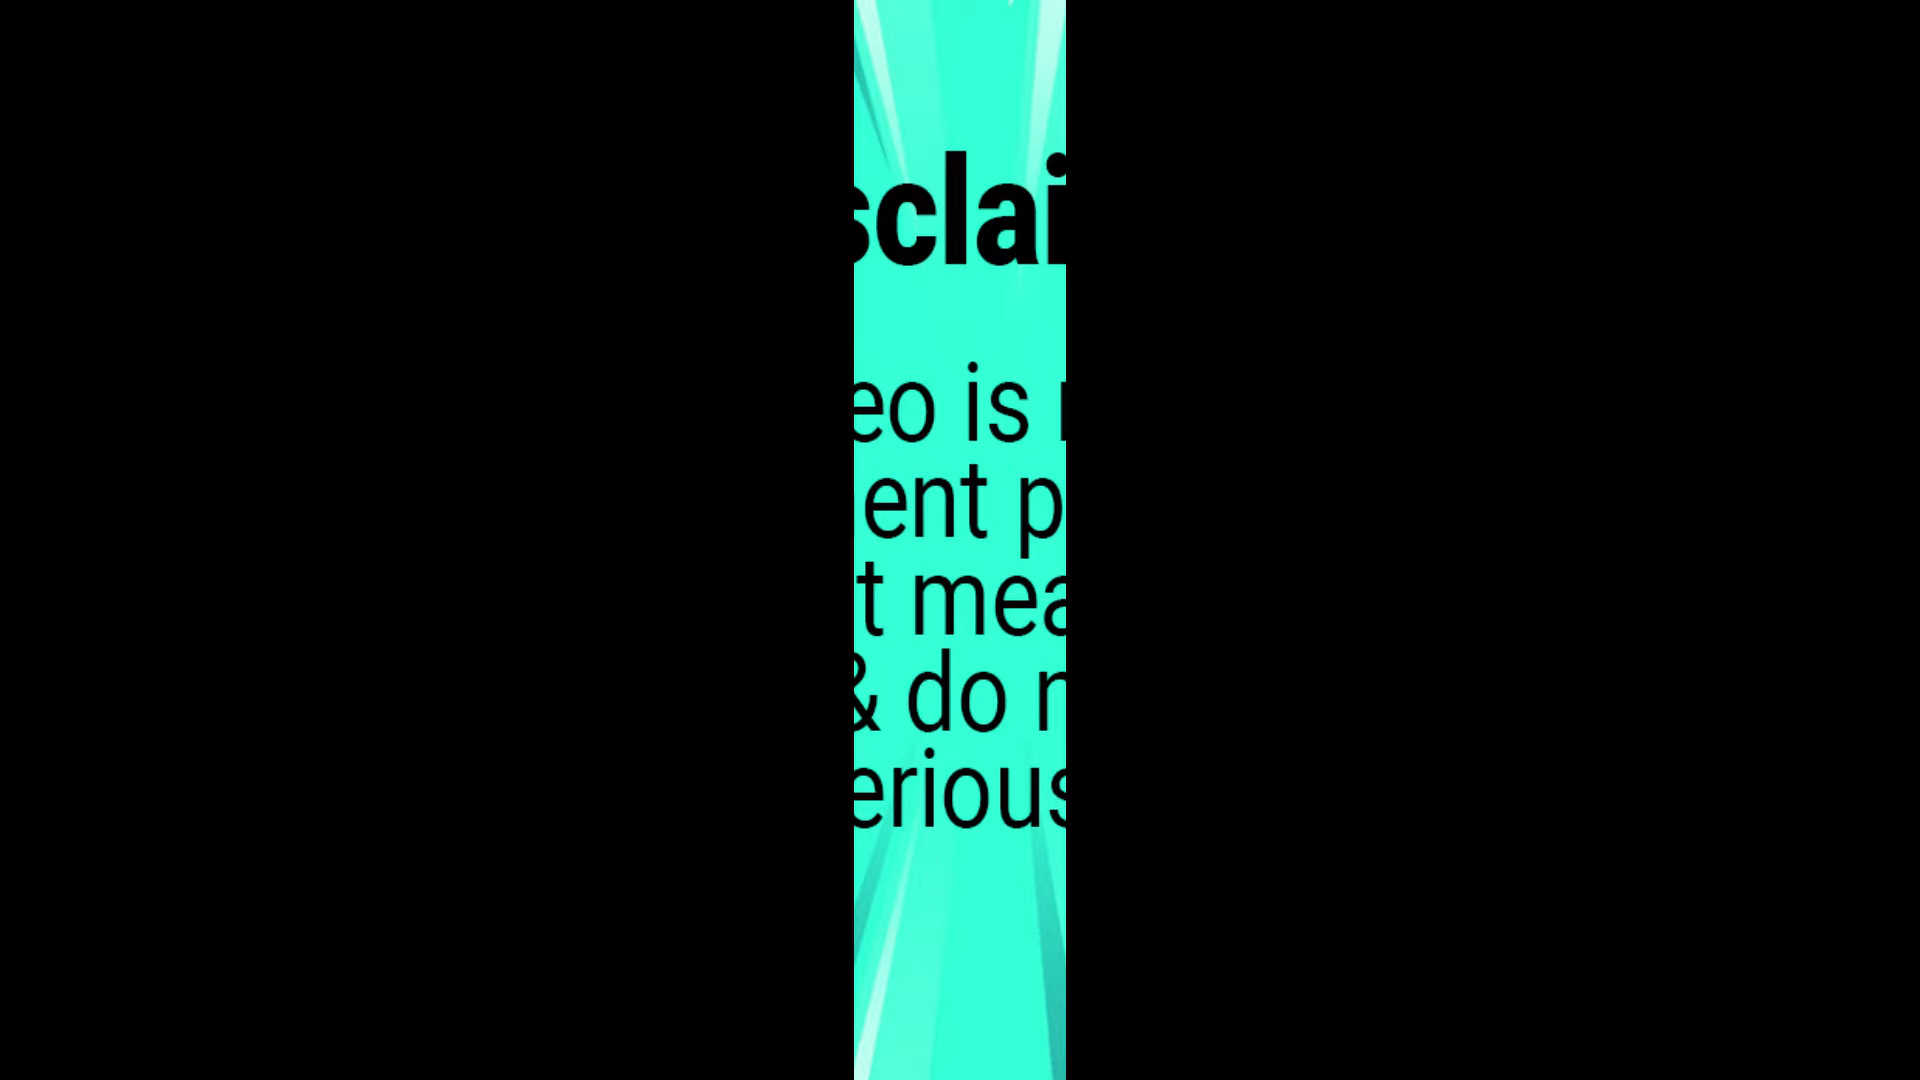 sclai
eo is
ent p
t mea
& do
erious